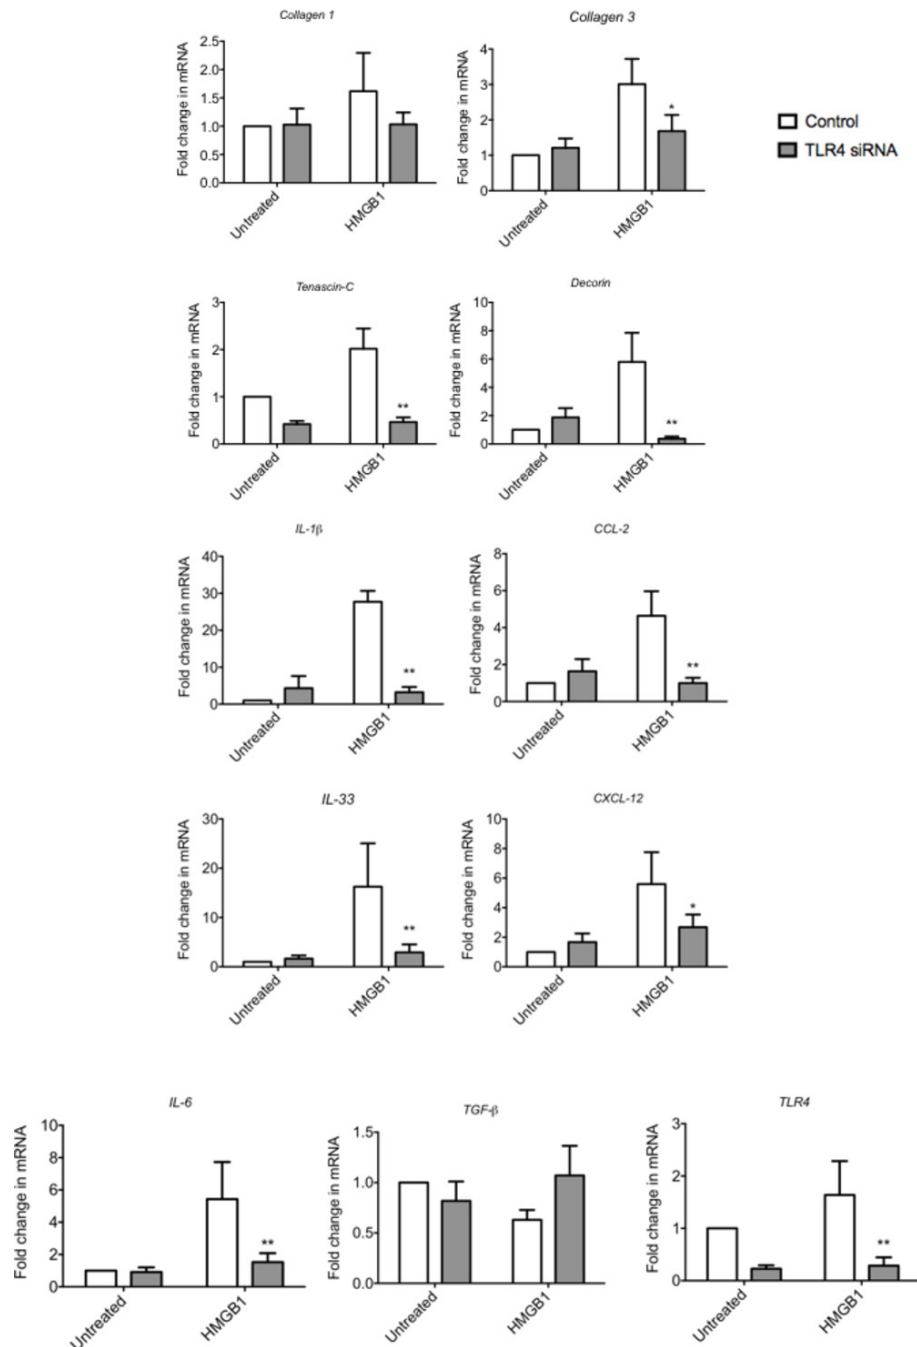 Collagen 1
Fold change in mRNA
2.5
2.0
1.5
1.0
0.5
0.0
Untreated
HMGB1
Collagen 3
Fold change in mRNA
4
3
2
1
0
*
Untreated
HMGB1
Control
TLR4 siRNA
Tenascin-C
Fold change in mRNA
3
2
1
0
**
Untreated
HMGB1
Decorin
Fold change in mRNA
10
8
6
4
2
0
**
Untreated
HMGB1
IL-1β
Fold change in mRNA
40
30
20
10
0
**
Untreated
HMGB1
CCL-2
Fold change in mRNA
8
6
4
2
0
**
Untreated
HMGB1
IL-33
Fold change in mRNA
30
20
10
0
**
Untreated
HMGB1
CXCL-12
Fold change in mRNA
10
8
6
4
2
0
*
Untreated
HMGB1
IL-6
Fold change in mRNA
10
8
6
4
2
0
**
Untreated
HMGB1
TGF-β
Fold change in mRNA
1.5
1.0
0.5
0.0
Untreated
HMGB1
TLR4
Fold change in mRNA
3
2
1
0
**
Untreated
HMGB1